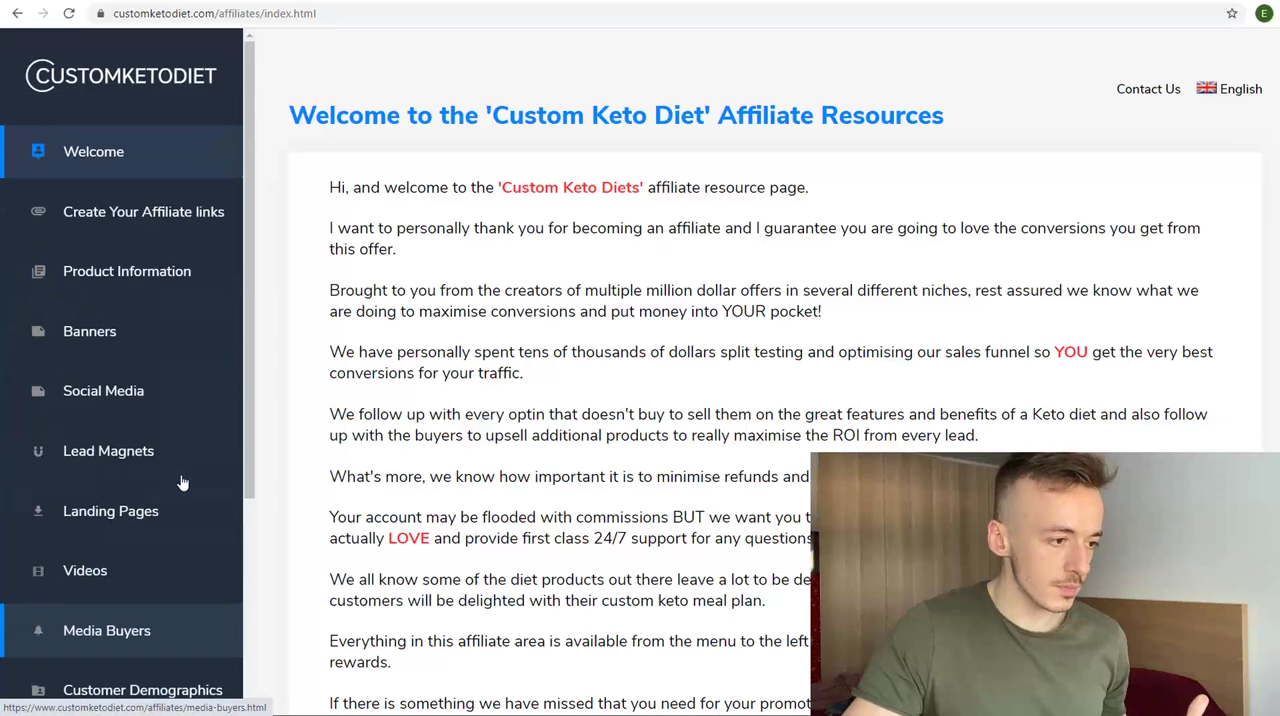 customketodiet.com/affiliates/index.html
E
CUSTOMKETODIET
Welcome
Create Your Affiliate links
Product Information
Banners
Social Media
Lead Magnets
Landing Pages
Videos
Media Buyers
Customer Demographics
https://www.customketodiet.com/affiliates/media-buyers.html
Contact Us
English
Welcome to the 'Custom Keto Diet' Affiliate Resources
Hi, and welcome to the 'Custom Keto Diets' affiliate resource page.
I want to personally thank you for becoming an affiliate and I guarantee you are going to love the conversions you get from
this offer.
Brought to you from the creators of multiple million dollar offers in several different niches, rest assured we know what we
are doing to maximise conversions and put money into YOUR pocket!
We have personally spent tens of thousands of dollars split testing and optimising our sales funnel so YOU get the very best
conversions for your traffic.
We follow up with every optin that doesn't buy to sell them on the great features and benefits of a Keto diet and also follow
up with the buyers to upsell additional products to really maximise the ROI from every lead.
What's more, we know how important it is to minimise refunds and
Your account may be flooded with commissions BUT we want you t
actually LOVE and provide first class 24/7 support for any questions
We all know some of the diet products out there leave a lot to be de
customers will be delighted with their custom keto meal plan.
Everything in this affiliate area is available from the menu to the left
rewards.
If there is something we have missed that you need for your promot